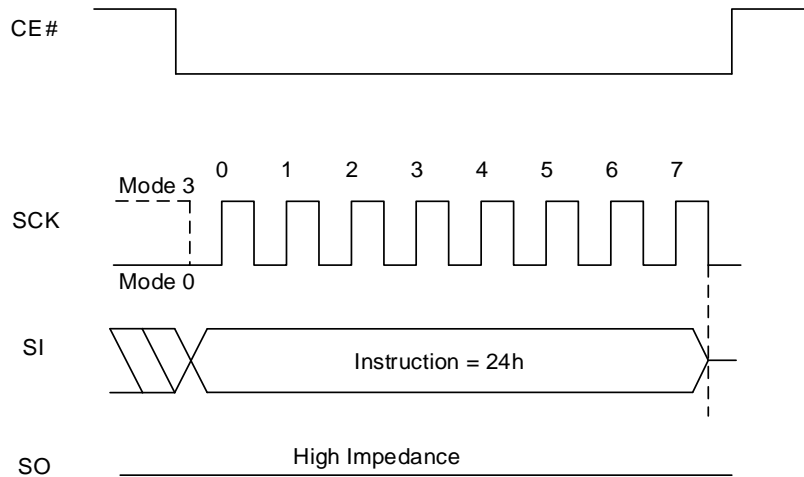 CE#
0 1 2 3 4 5 6 7
Mode 3
SCK
Mode 0
SI
Instruction = 24h
High Impedance
SO